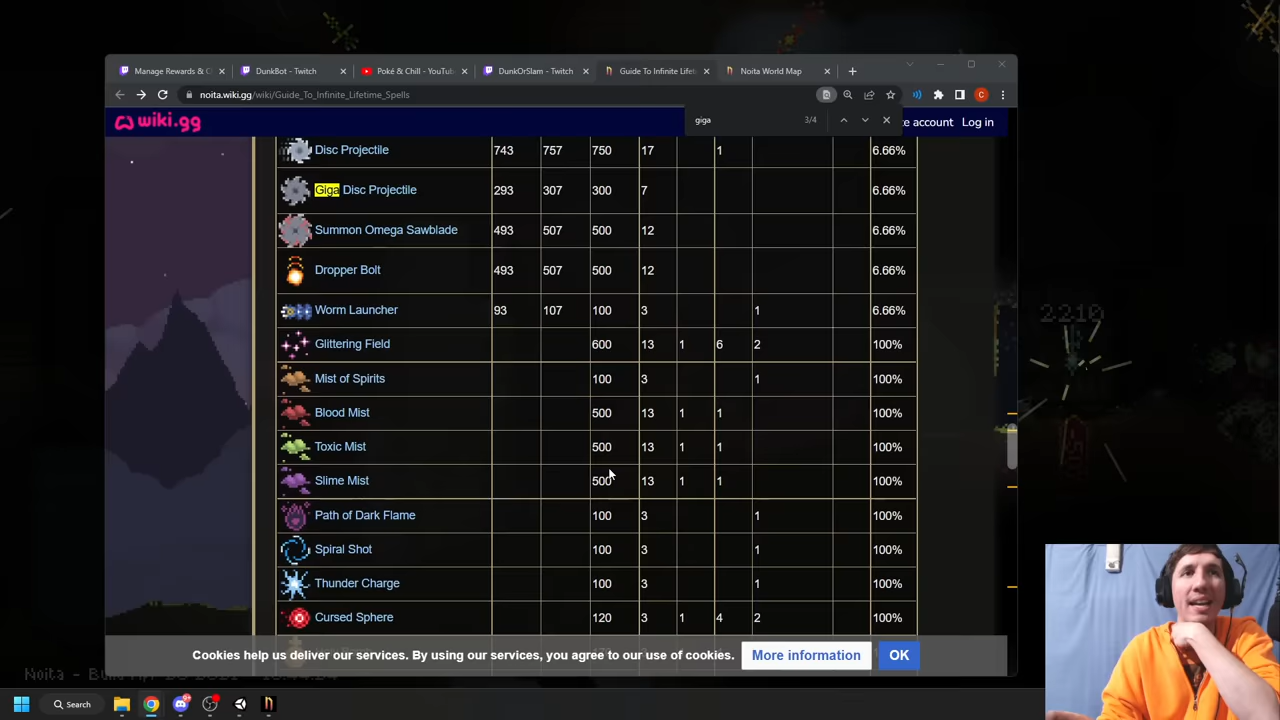 Manage Rewards & C
DunkBot - Twitch
Poké & Chill - YouTub
DunkOrSlam - Twitch
Guide To Infinite Lifeti
Noita World Map
noita.wiki.gg/wiki/Guide_To_Infinite_Lifetime_Spells
wiki.gg
giga 3/4
te account Log in
Disc Projectile 743 757 750 17 1 6.66%
Giga Disc Projectile 293 307 300 7 6.66%
Summon Omega Sawblade 493 507 500 12 6.66%
Dropper Bolt 493 507 500 12 6.66%
Worm Launcher 93 107 100 3 1 6.66%
Glittering Field 600 13 1 6 2 100%
Mist of Spirits 100 3 1 100%
Blood Mist 500 13 1 1 100%
Toxic Mist 500 13 1 1 100%
Slime Mist 500 13 1 1 100%
Path of Dark Flame 100 3 1 100%
Spiral Shot 100 3 1 100%
Thunder Charge 100 3 1 100%
Cursed Sphere 120 3 1 4 2 100%
2210
Cookies help us deliver our services. By using our services, you agree to our use of cookies. More information OK
Noita - Build
Search